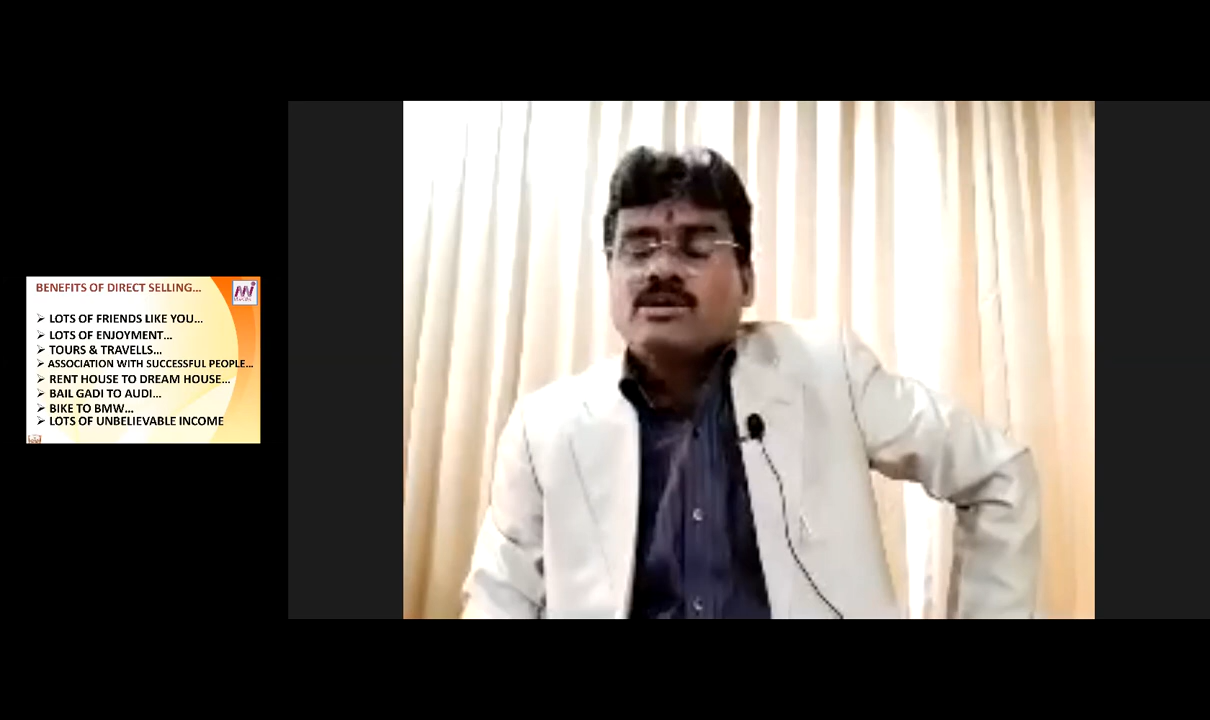 BENEFITS OF DIRECT SELLING...
➢ LOTS OF FRIENDS LIKE YOU...
➢ LOTS OF ENJOYMENT...
➢ TOURS & TRAVELLS...
➢ ASSOCIATION WITH SUCCESSFUL PEOPLE...
➢ RENT HOUSE TO DREAM HOUSE...
➢ BAIL GADI TO AUDI...
➢ BIKE TO BMW...
➢ LOTS OF UNBELIEVABLE INCOME